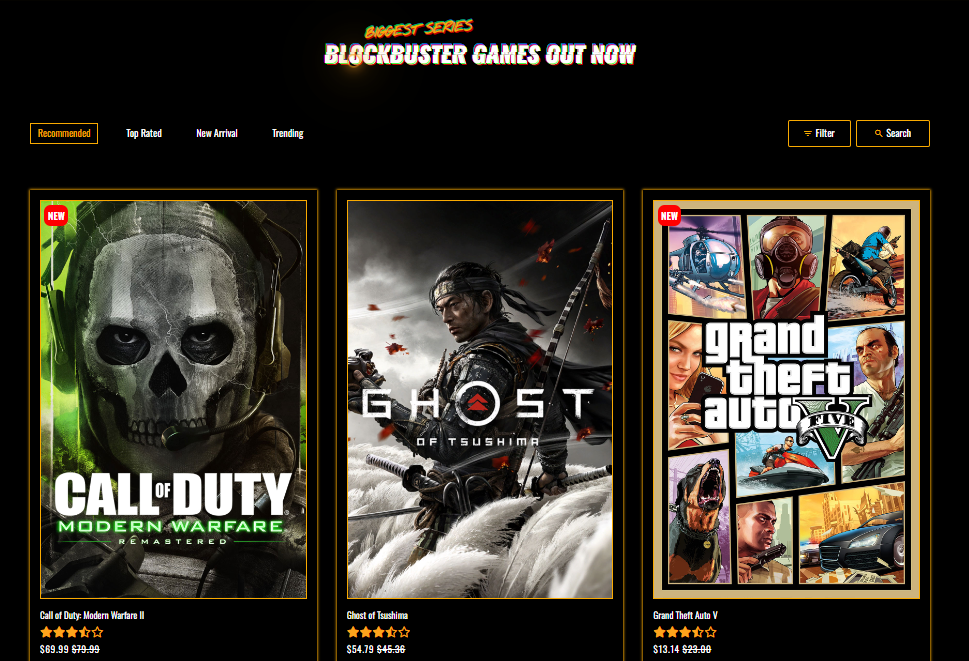 BIGGEST SERIES
BLOCKBUSTER GAMES OUT NOW
Recommended
Top Rated
New Arrival
Trending
Filter
Search
NEW
CALL OF DUTY
MODERN WARFARE
REMASTERED
Call of Duty: Modern Warfare II
$69.99 $79.99
GHOST
OF TSUSHIMA
Ghost of Tsushima
$54.79 $45.36
NEW
grand
theft
auto
V
FIVE
Grand Theft Auto V
$13.14 $23.00